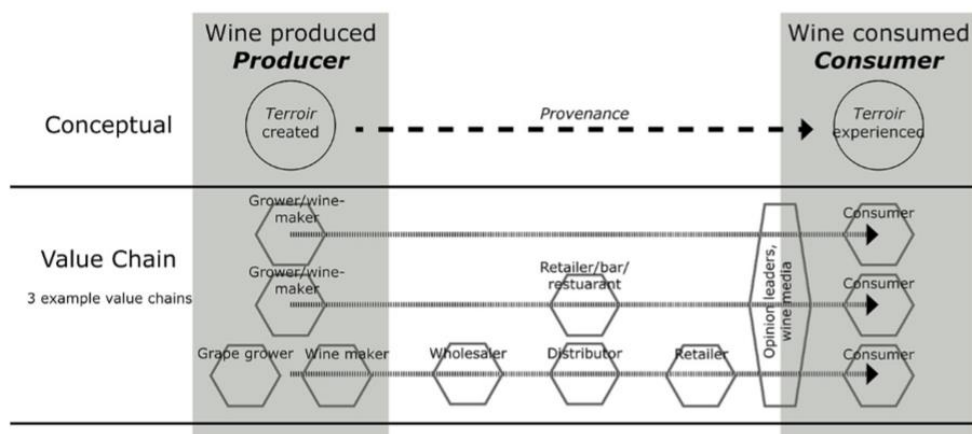 Wine produced
Producer
Wine consumed
Consumer
Conceptual
Terroir
created
Provenance
Terroir
experienced
Value Chain
3 example value chains
Grower/wine-
maker
Consumer
Grower/wine-
maker
Retailer/bar/
restuarant
Opinion leaders,
wine media
Consumer
Grape grower
Wine maker
Wholesaler
Distributor
Retailer
Consumer